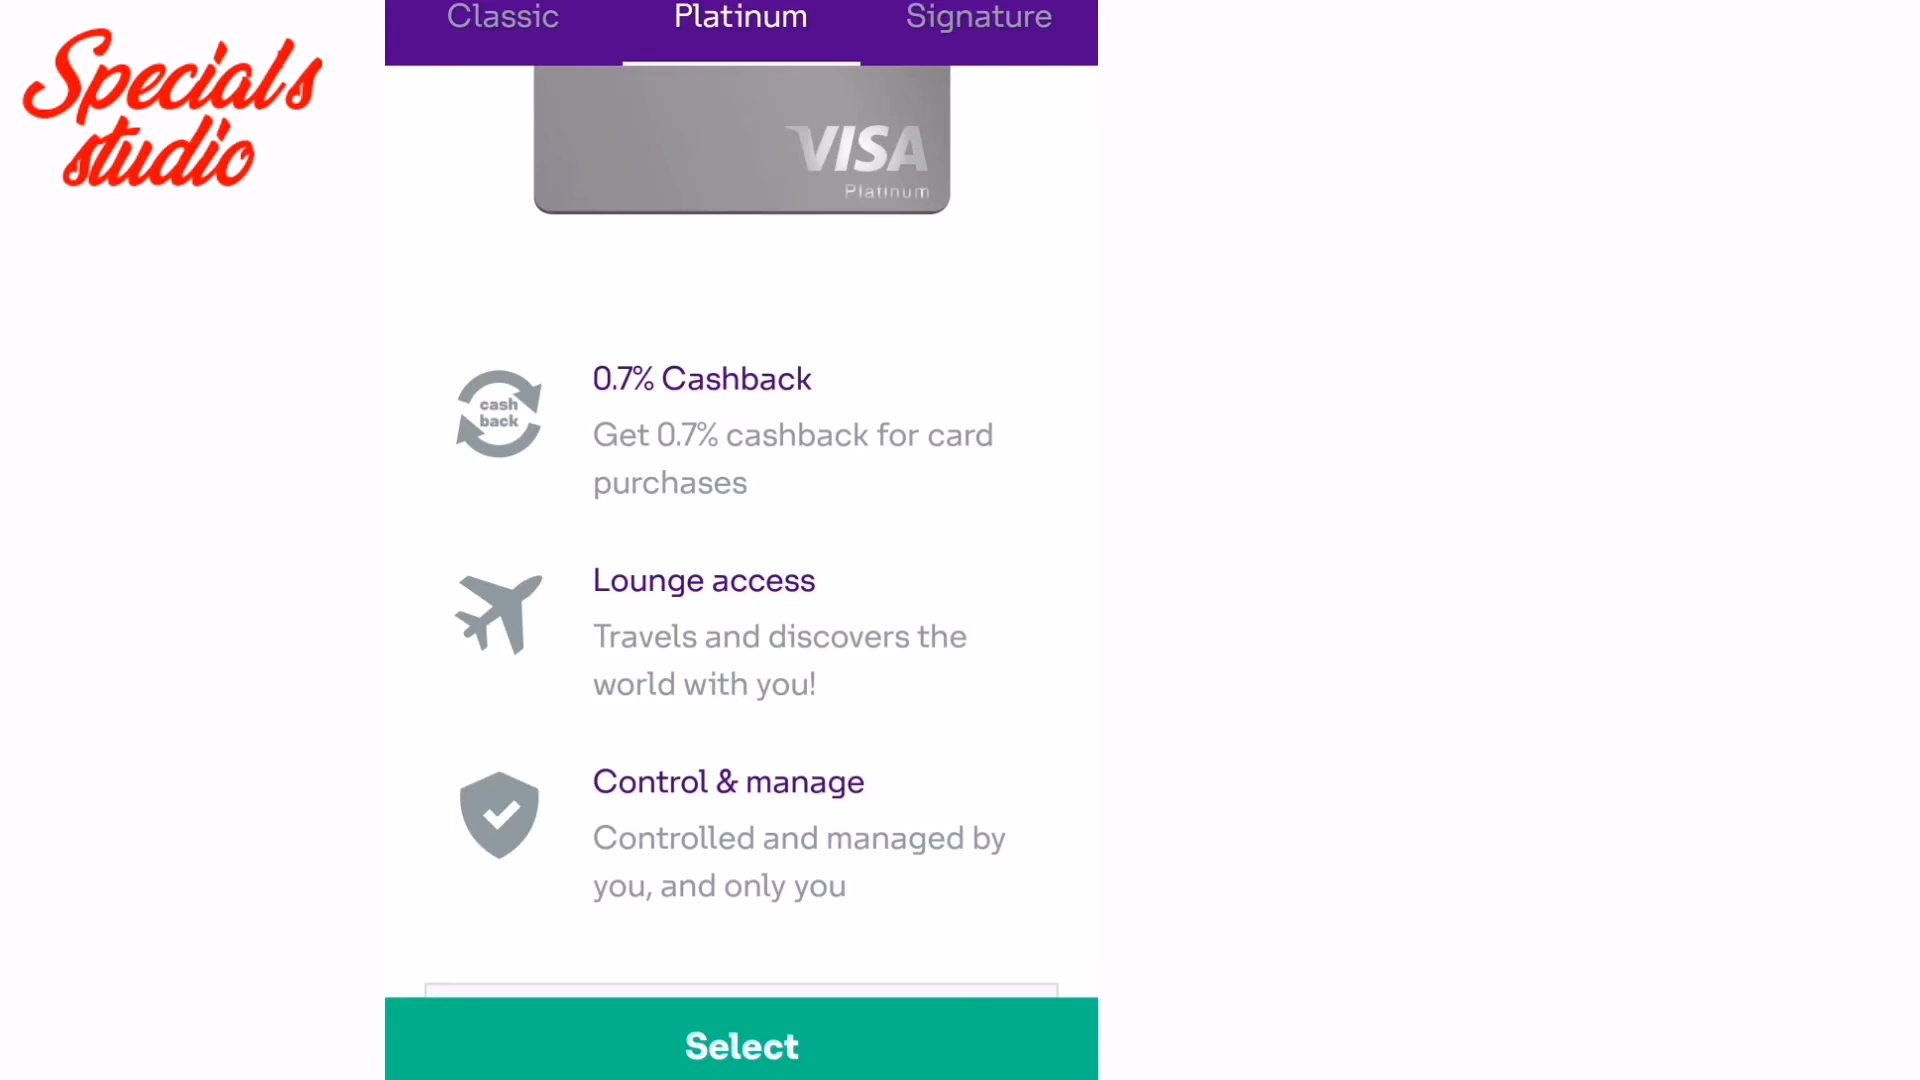 Special's
studio
Classic
Platinum
Signature
VISA
Platinum
cash
back
0.7% Cashback
Get 0.7% cashback for card
purchases
Lounge access
Travels and discovers the
world with you!
Control & manage
Controlled and managed by
you, and only you
Select